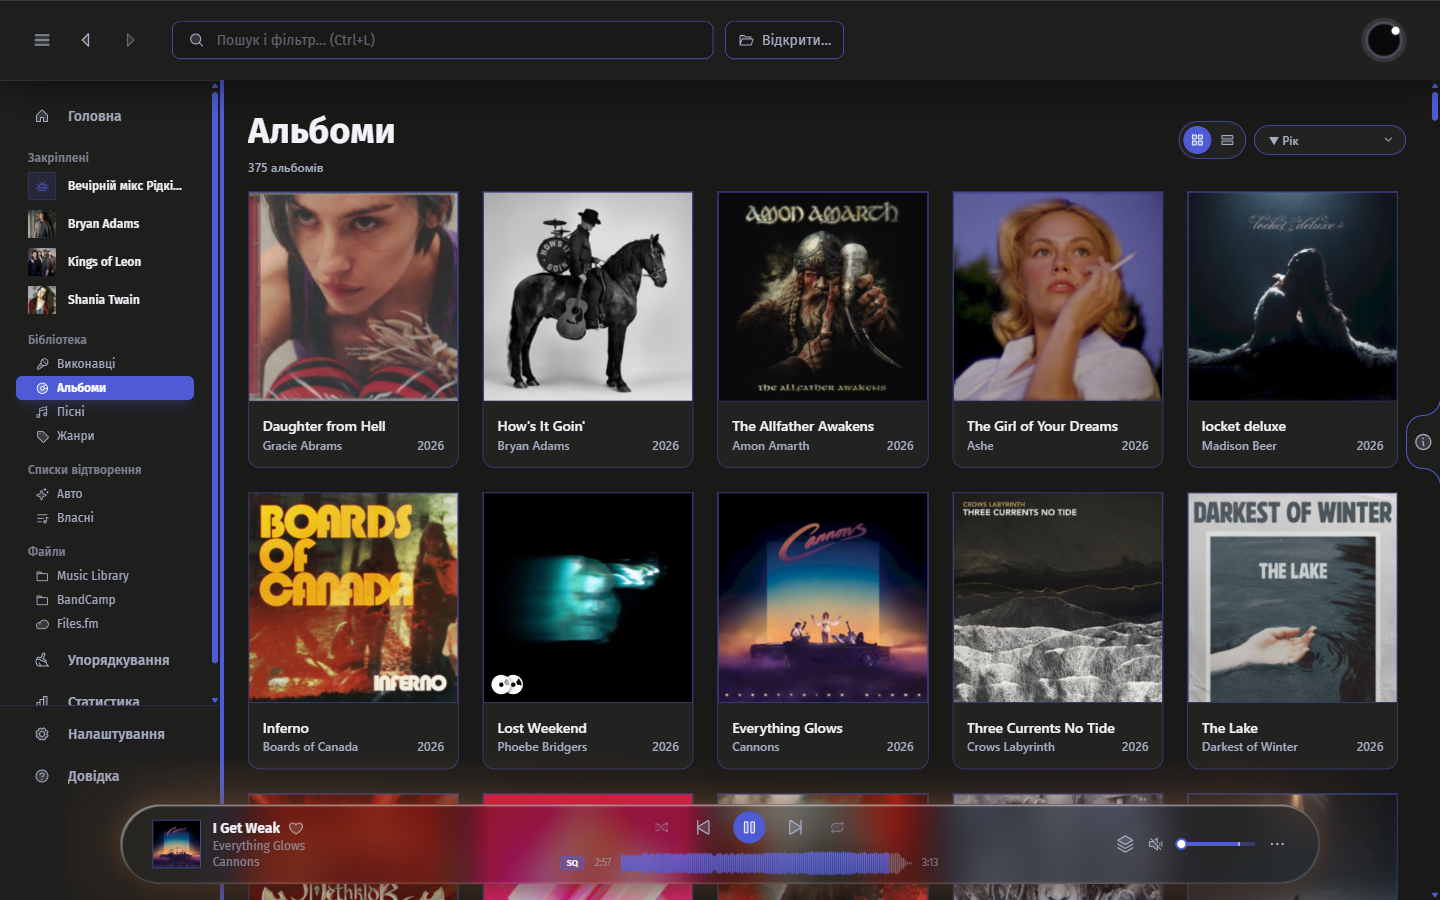 Пошук і фільтр... (Ctrl+L)
Відкрити...
Головна
Закріплені
Вечірній мікс Рідкі...
Bryan Adams
Kings of Leon
Shania Twain
Бібліотека
Виконавці
Альбоми
Пісні
Жанри
Списки відтворення
Авто
Власні
Файли
Music Library
BandCamp
Files.fm
Упорядкування
Статистика
Налаштування
Довідка
Альбоми
375 альбомів
▼ Рік
Daughter from Hell
Gracie Abrams 2026
HOW'S IT
GOIN'
How's It Goin'
Bryan Adams 2026
AMON AMARTH
THE ALLFATHER AWAKENS
The Allfather Awakens
Amon Amarth 2026
The Girl of Your Dreams
Ashe 2026
locket deluxe
locket deluxe
Madison Beer 2026
BOARDS
OF
CANADA
INFERNO
Inferno
Boards of Canada 2026
Lost Weekend
Phoebe Bridgers 2026
Cannons
EVERYTHING GLOWS
Everything Glows
Cannons 2026
CROWS LABYRINTH
THREE CURRENTS NO TIDE
Three Currents No Tide
Crows Labyrinth 2026
DARKEST OF WINTER
THE LAKE
The Lake
Darkest of Winter 2026
I Get Weak
Everything Glows
Cannons
SQ 2:57 3:13